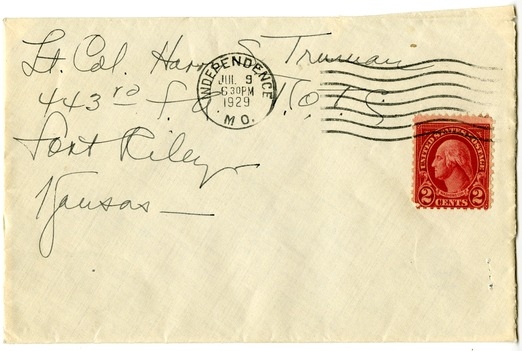 Lt. Col. Harry S Truman
443rd F.A.
Fort Riley
Kansas
INDEPENDENCE
JUL 9
6 30PM
1929
MO.
UNITED STATES POSTAGE
2 CENTS 2